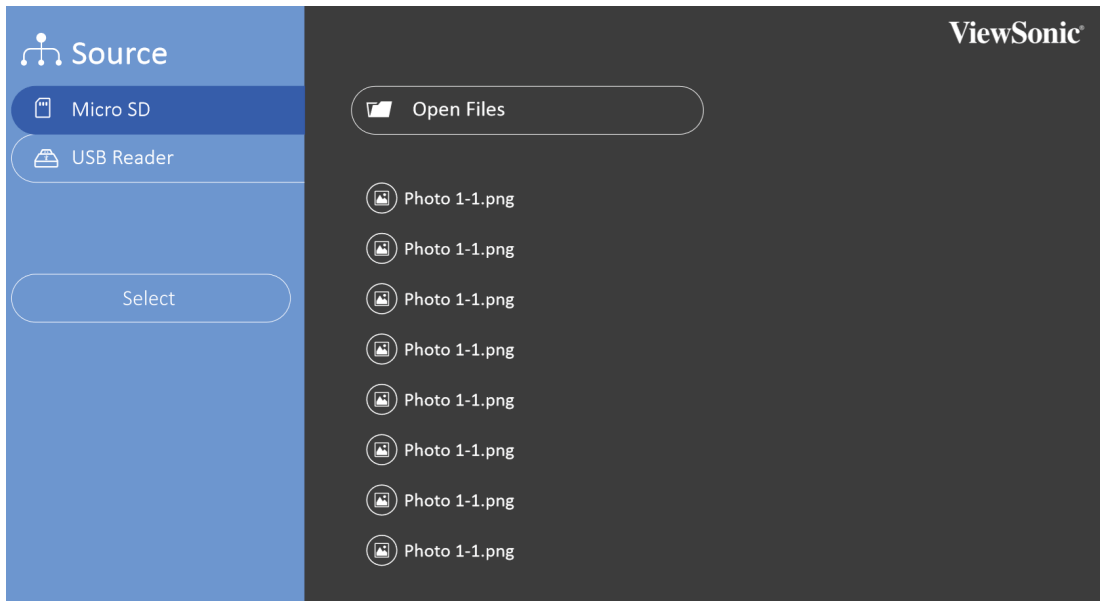 Source
Micro SD
USB Reader
Select
ViewSonic®
Open Files
Photo 1-1.png
Photo 1-1.png
Photo 1-1.png
Photo 1-1.png
Photo 1-1.png
Photo 1-1.png
Photo 1-1.png
Photo 1-1.png